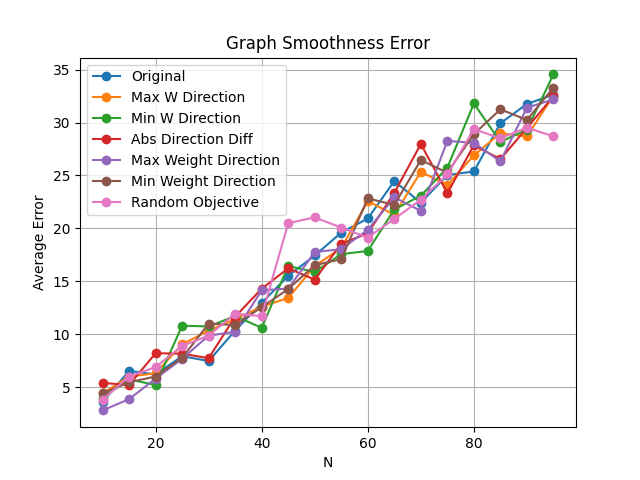 Graph Smoothness Error
Original
Max W Direction
Min W Direction
Abs Direction Diff
Max Weight Direction
Min Weight Direction
Random Objective
Average Error
35
30
25
20
15
10
5
20
40
60
80
N